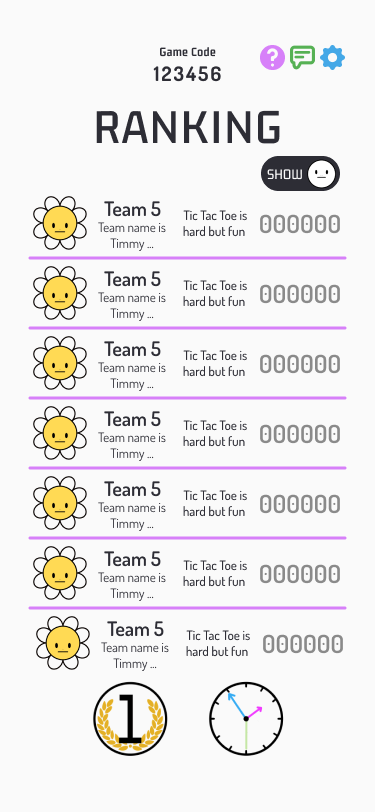 Game Code
123456
RANKING
SHOW
Team 5
Team name is
Timmy ...
Tic Tac Toe is
hard but fun
000000
Team 5
Team name is
Timmy ...
Tic Tac Toe is
hard but fun
000000
Team 5
Team name is
Timmy ...
Tic Tac Toe is
hard but fun
000000
Team 5
Team name is
Timmy ...
Tic Tac Toe is
hard but fun
000000
Team 5
Team name is
Timmy ...
Tic Tac Toe is
hard but fun
000000
Team 5
Team name is
Timmy ...
Tic Tac Toe is
hard but fun
000000
Team 5
Team name is
Timmy ...
Tic Tac Toe is
hard but fun
000000
1